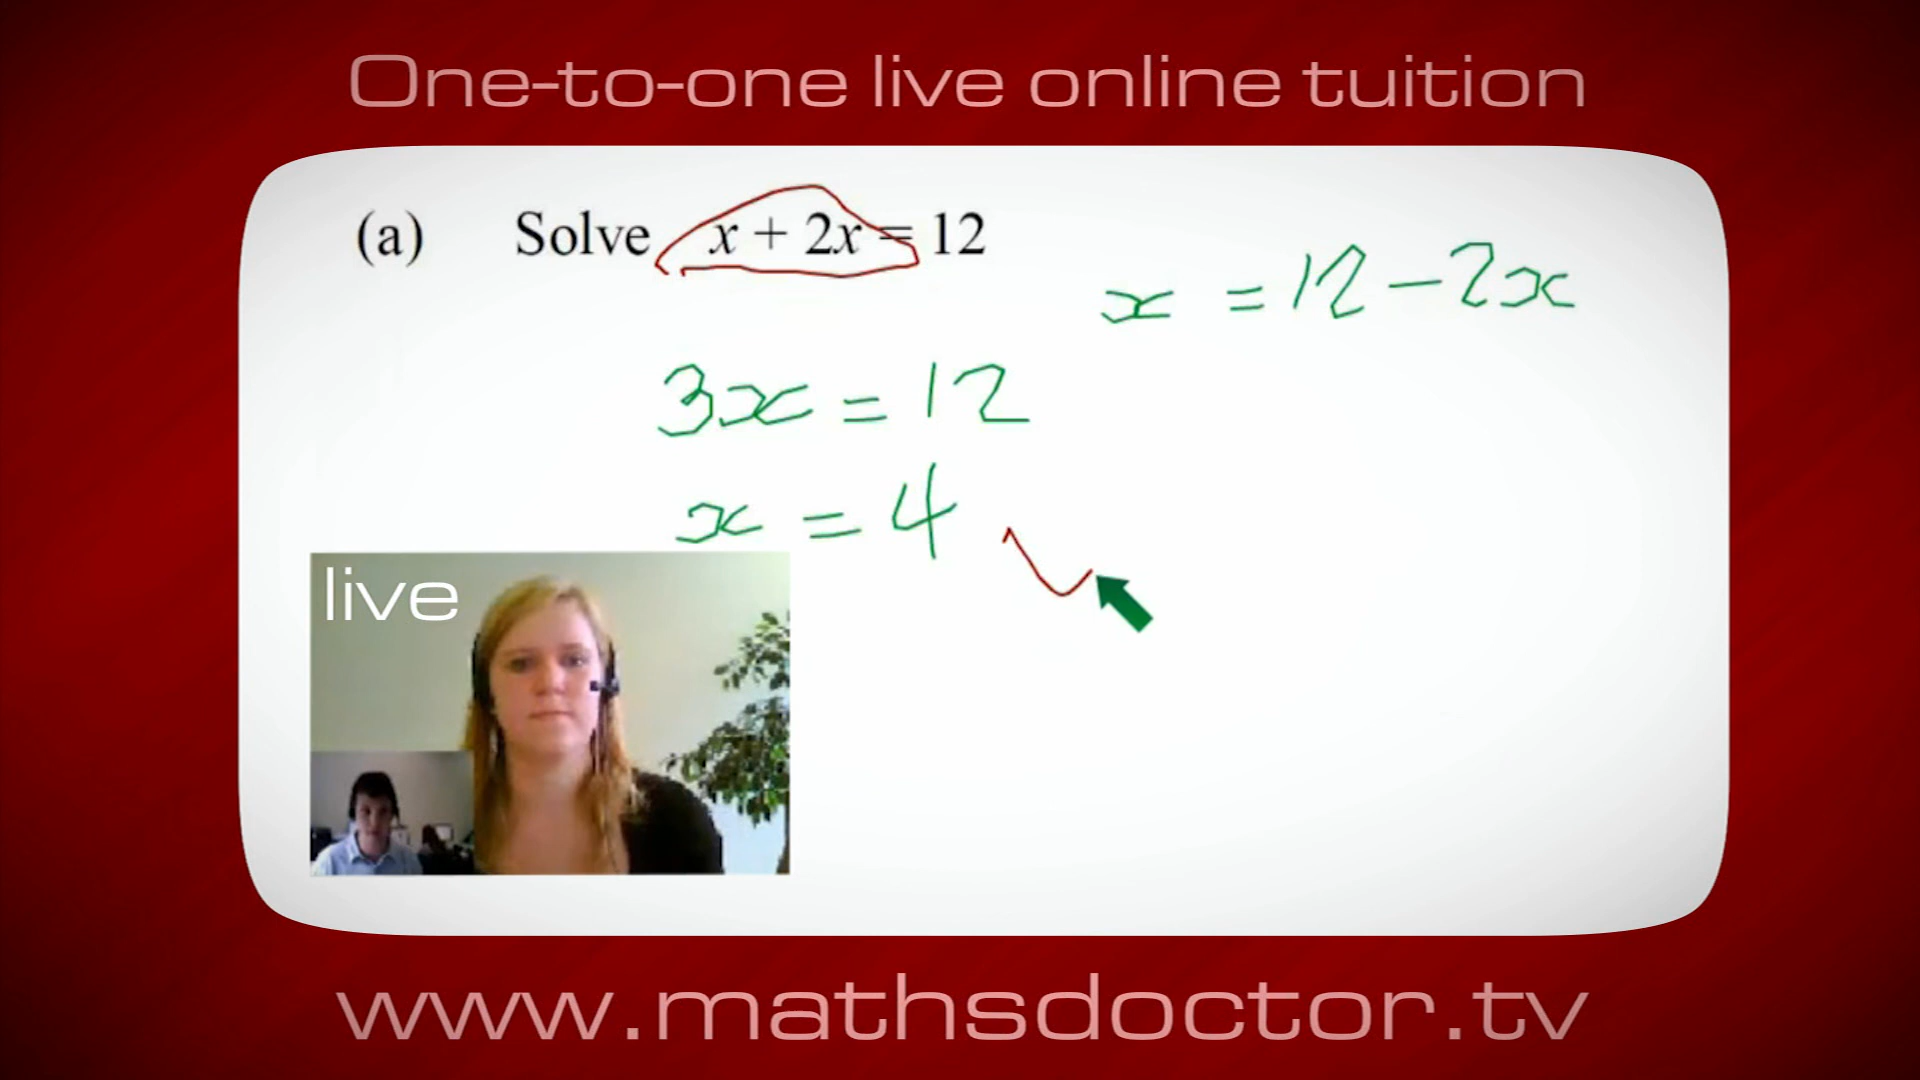 One-to-one live online tuition
(a) Solve x + 2x = 12
x = 12 - 2x
3x = 12
x = 4
live
www.mathsdoctor.tv